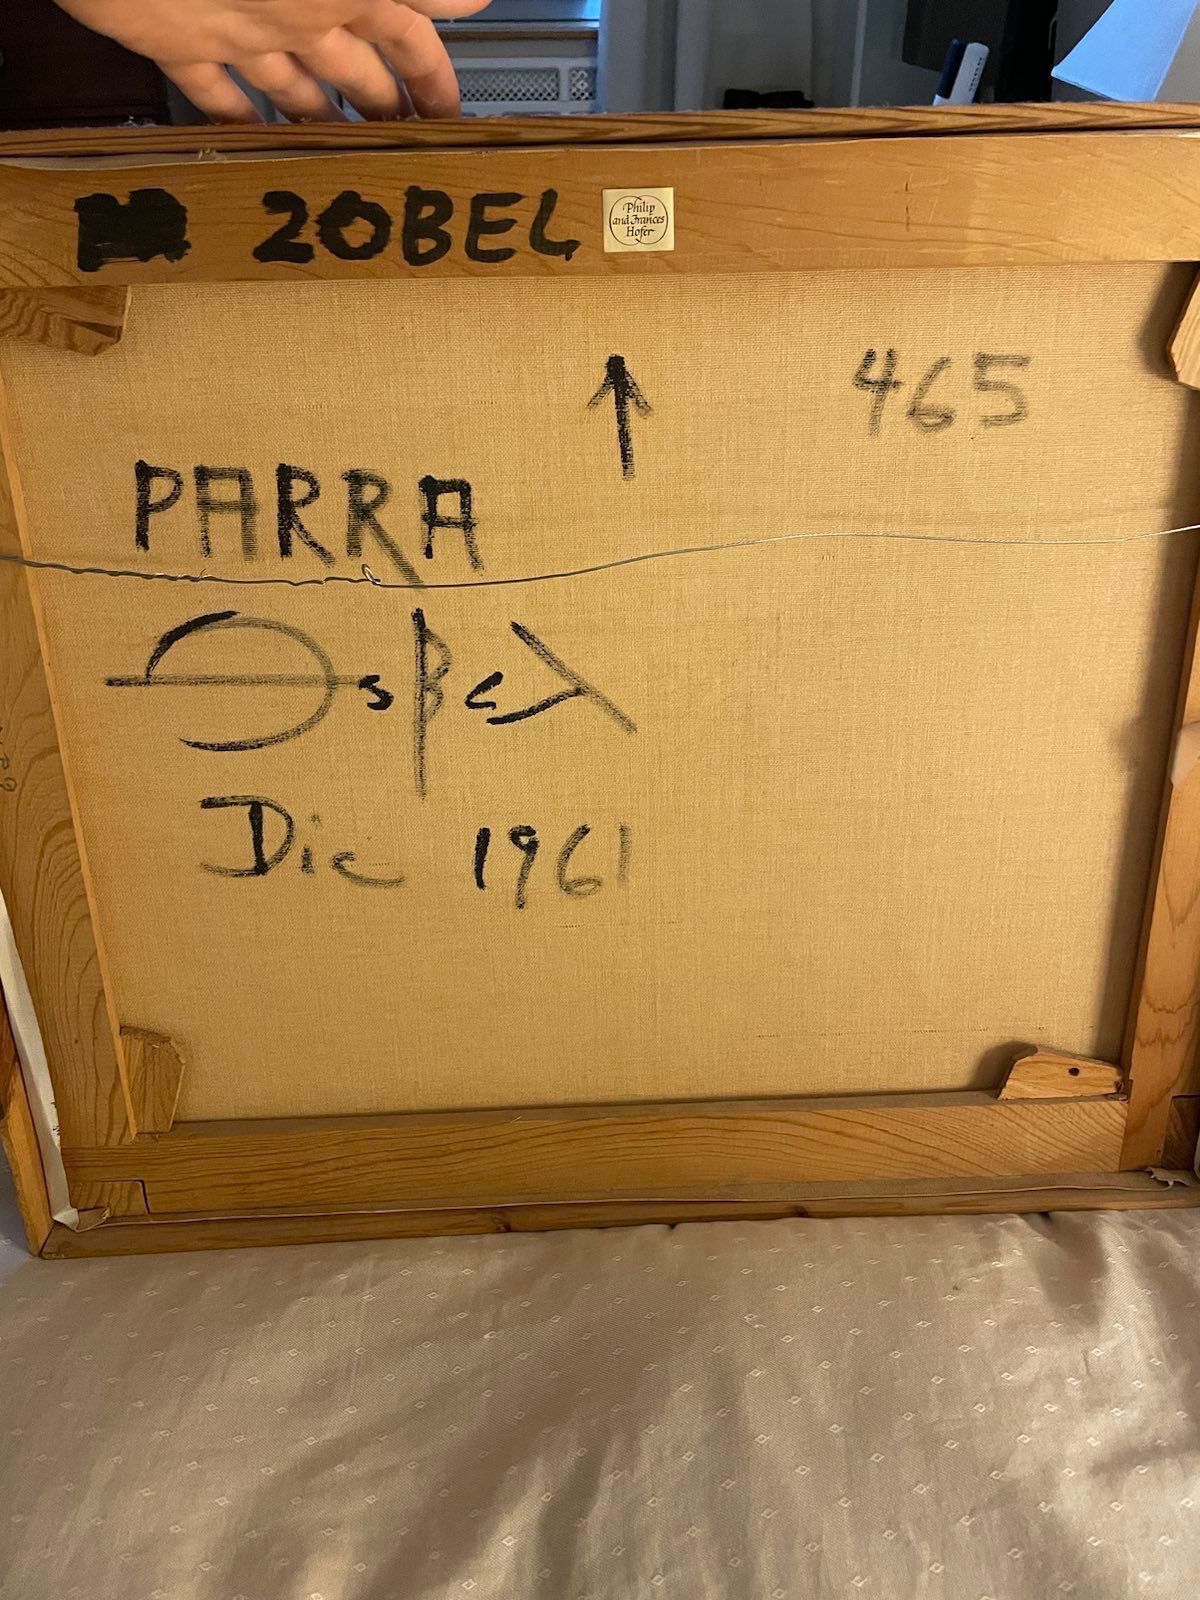 ZOBEL
Philip
and Frances
Hofer
465
PARRA
Dic 1961